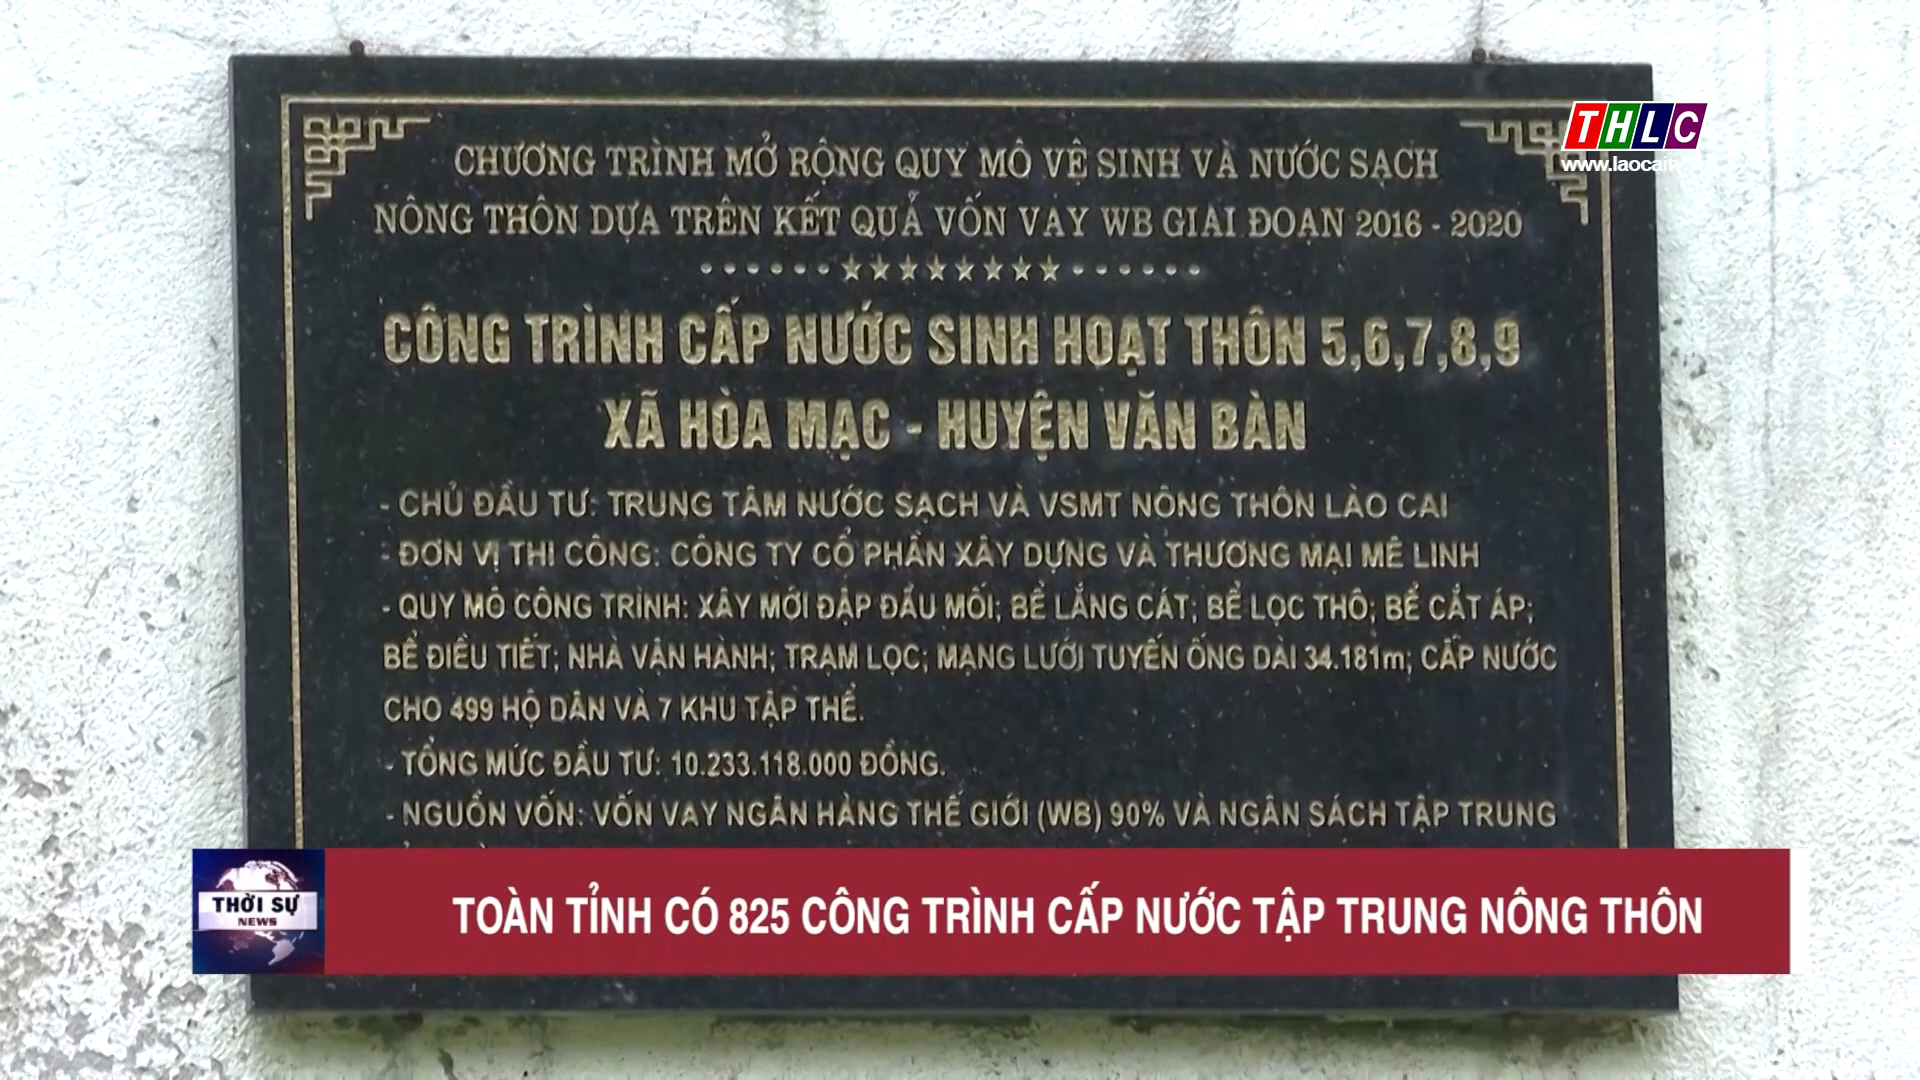 THLC
www.laocaitv
CHƯƠNG TRÌNH MỞ RỘNG QUY MÔ VỆ SINH VÀ NƯỚC SẠCH
NÔNG THÔN DỰA TRÊN KẾT QUẢ VỐN VAY WB GIAI ĐOẠN 2016 - 2020
CÔNG TRÌNH CẤP NƯỚC SINH HOẠT THÔN 5,6,7,8,9
XÃ HÒA MẠC - HUYỆN VĂN BÀN
- CHỦ ĐẦU TƯ: TRUNG TÂM NƯỚC SẠCH VÀ VSMT NÔNG THÔN LÀO CAI
- ĐƠN VỊ THI CÔNG: CÔNG TY CỔ PHẦN XÂY DỰNG VÀ THƯƠNG MẠI MÊ LINH
- QUY MÔ CÔNG TRÌNH: XÂY MỚI ĐẬP ĐẦU MỐI; BỂ LẮNG CÁT; BỂ LỌC THÔ; BỂ CẮT ÁP;
BỂ ĐIỀU TIẾT; NHÀ VẬN HÀNH; TRẠM LỌC; MẠNG LƯỚI TUYẾN ỐNG DÀI 34.181m; CẤP NƯỚC
CHO 499 HỘ DÂN VÀ 7 KHU TẬP THỂ.
- TỔNG MỨC ĐẦU TƯ: 10.233.118.000 ĐỒNG.
- NGUỒN VỐN: VỐN VAY NGÂN HÀNG THẾ GIỚI (WB) 90% VÀ NGÂN SÁCH TẬP TRUNG
THỜI SỰ
NEWS
TOÀN TỈNH CÓ 825 CÔNG TRÌNH CẤP NƯỚC TẬP TRUNG NÔNG THÔN